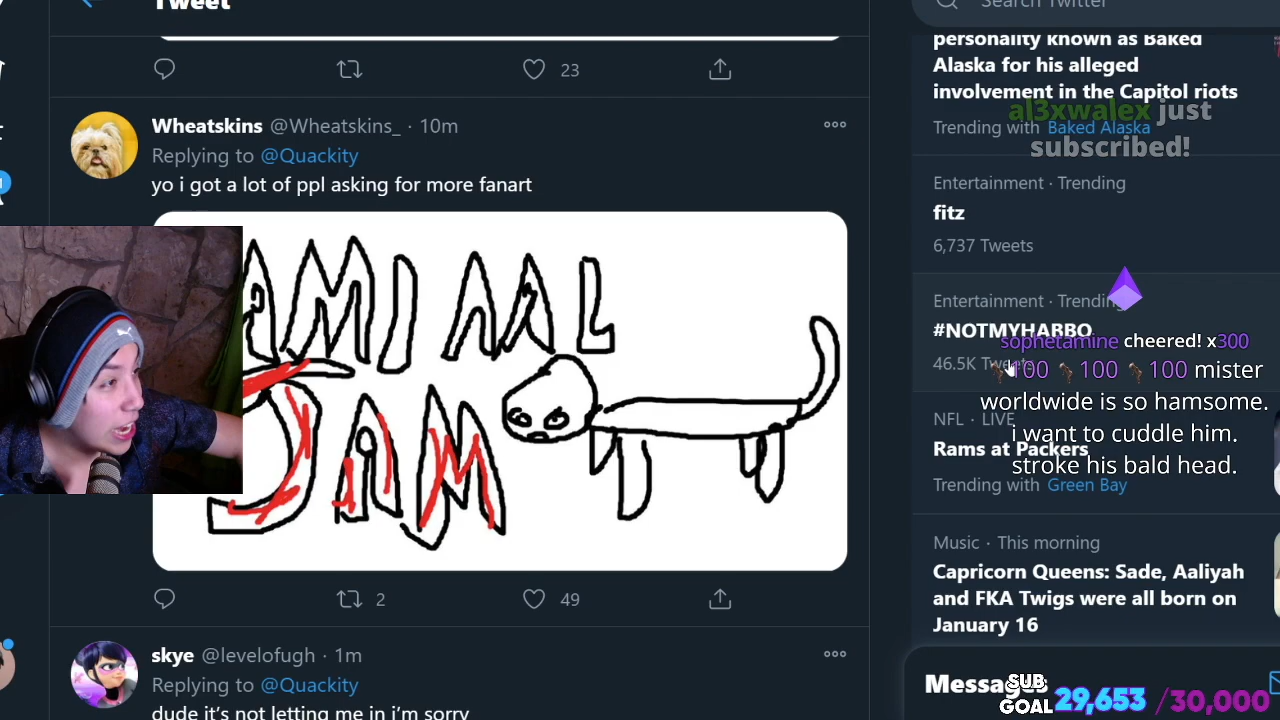 Tweet
Search Twitter
23
personality known as Baked
Alaska for his alleged
involvement in the Capitol riots
Trending with Baked Alaska
al3xwalex just
subscribed!
Wheatskins @Wheatskins_ · 10m
Replying to @Quackity
yo i got a lot of ppl asking for more fanart
AMI
JAM
Entertainment · Trending
fitz
6,737 Tweets
Entertainment · Trending
#NOTMYHABBO
46.5K Tweets
sophetamine cheered! x300
100 100 100 mister
worldwide is so hamsome.
i want to cuddle him.
stroke his bald head.
NFL · LIVE
Rams at Packers
Trending with Green Bay
Music · This morning
Capricorn Queens: Sade, Aaliyah
and FKA Twigs were all born on
January 16
2
49
skye @levelofugh · 1m
Replying to @Quackity
dude it's not letting me in i'm sorry
Messages
SUB
GOAL 29,653 /30,000